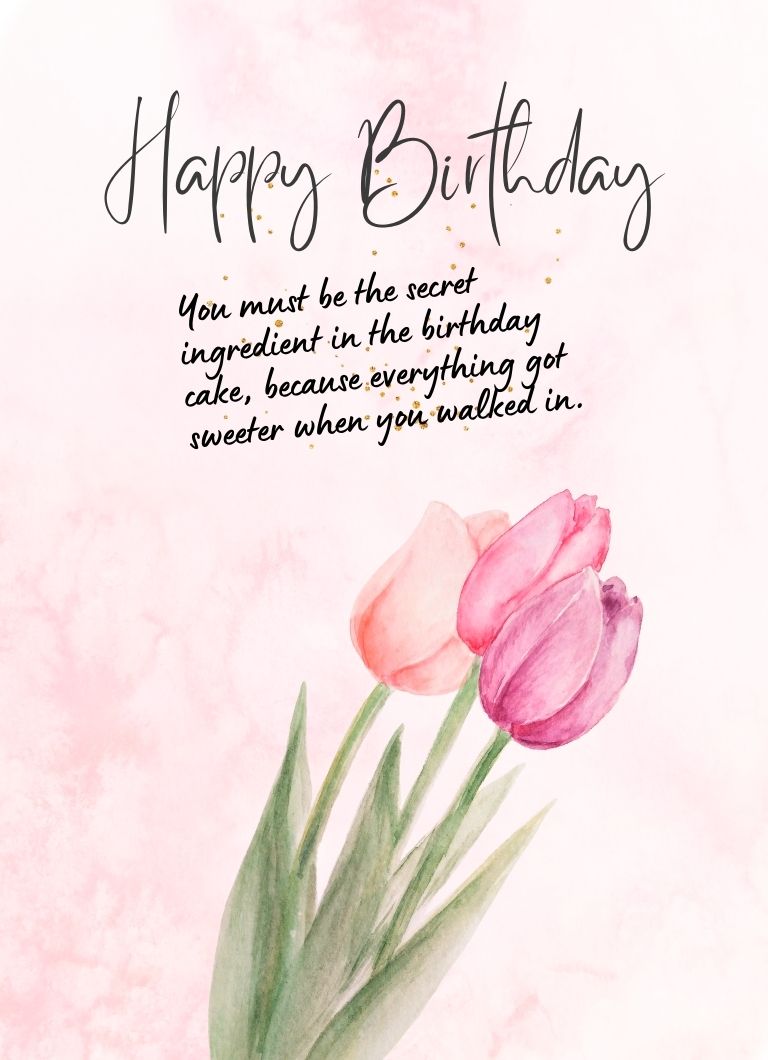 Happy Birthday
You must be the secret
ingredient in the birthday
cake, because everything got
sweeter when you walked in.